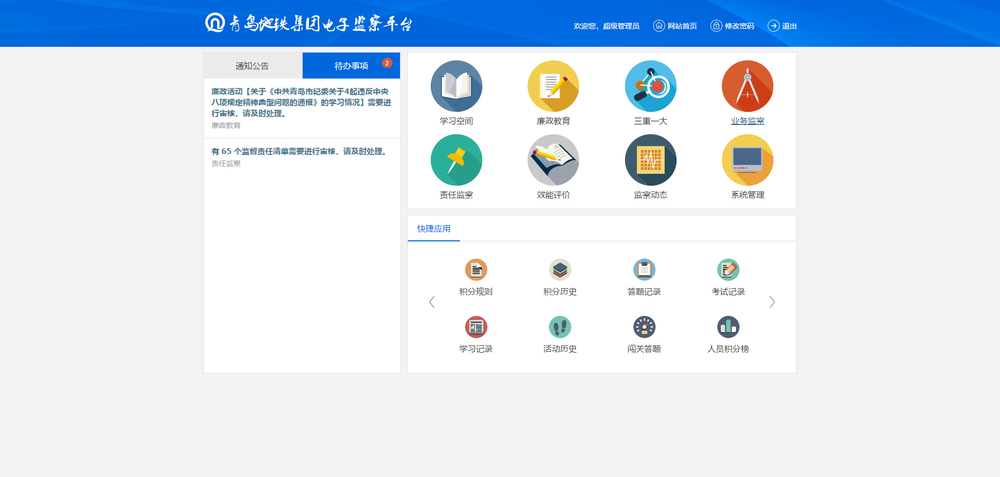 青岛地铁集团电子监察平台
欢迎您，超级管理员 网站首页 修改密码 退出
通知公告 待办事项 2
廉政活动【关于《中共青岛市纪委关于4起违反中央
八项规定精神典型问题的通报》的学习情况】需要进
行审核，请及时处理。
廉政教育
有 65 个监督责任清单需要进行审核，请及时处理。
责任监察
学习空间 廉政教育 三重一大 业务监察
责任监察 效能评价 监察动态 系统管理
快捷应用
积分规则 积分历史 答题记录 考试记录
学习记录 活动历史 闯关答题 人员积分榜